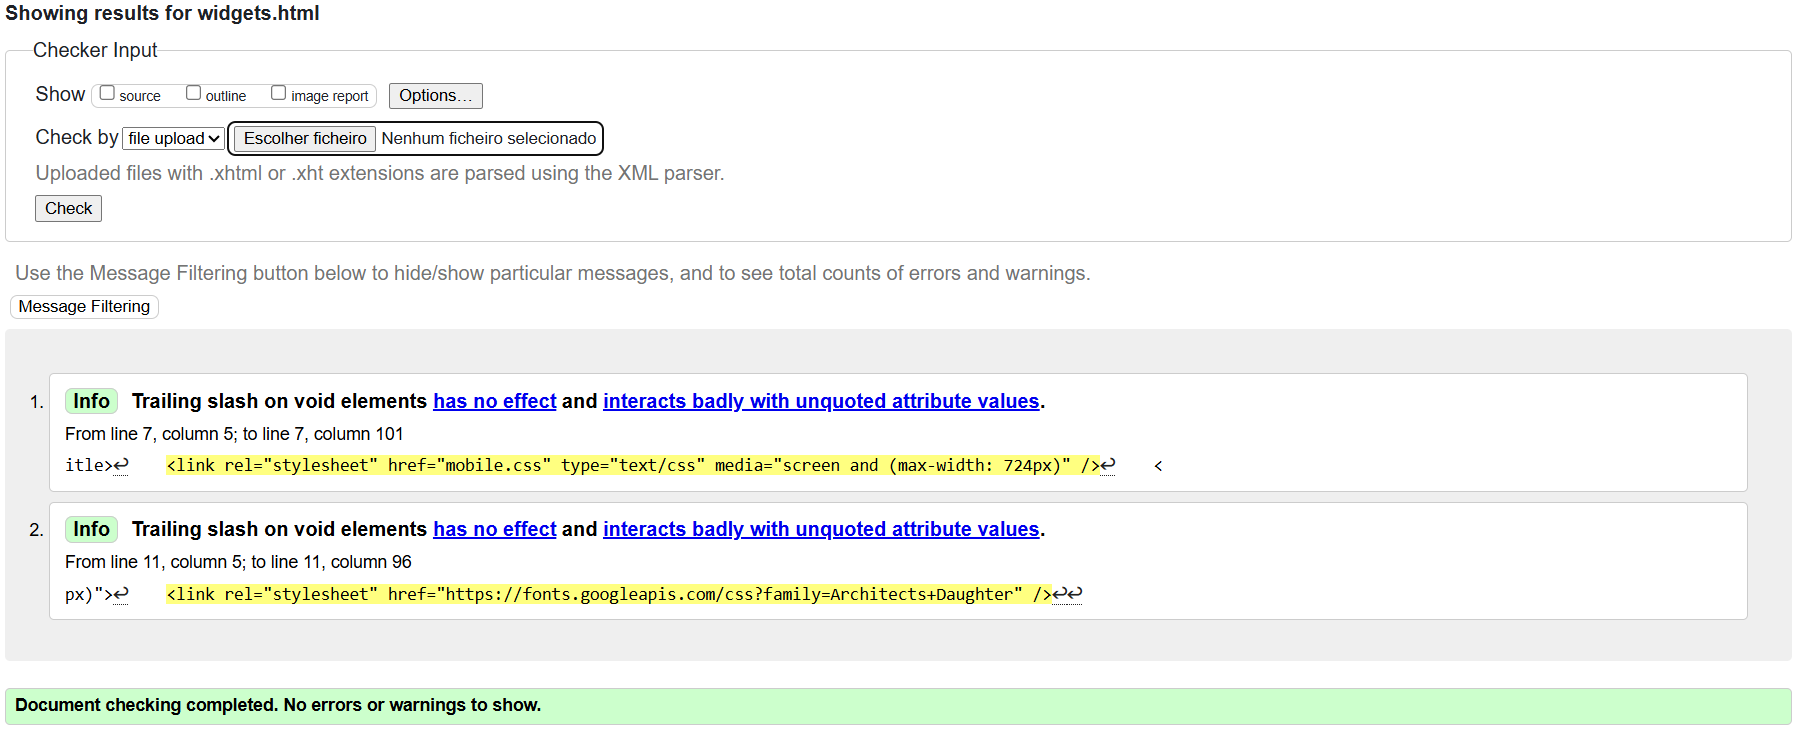 Showing results for widgets.html
Checker Input
Show source outline image report Options...
Check by file upload Escolher ficheiro Nenhum ficheiro selecionado
Uploaded files with .xhtml or .xht extensions are parsed using the XML parser.
Check
Use the Message Filtering button below to hide/show particular messages, and to see total counts of errors and warnings.
Message Filtering
1. Info Trailing slash on void elements has no effect and interacts badly with unquoted attribute values.
From line 7, column 5; to line 7, column 101
itle>↩ <link rel="stylesheet" href="mobile.css" type="text/css" media="screen and (max-width: 724px)" />↩ <
2. Info Trailing slash on void elements has no effect and interacts badly with unquoted attribute values.
From line 11, column 5; to line 11, column 96
px)">↩ <link rel="stylesheet" href="https://fonts.googleapis.com/css?family=Architects+Daughter" />↩↩
Document checking completed. No errors or warnings to show.